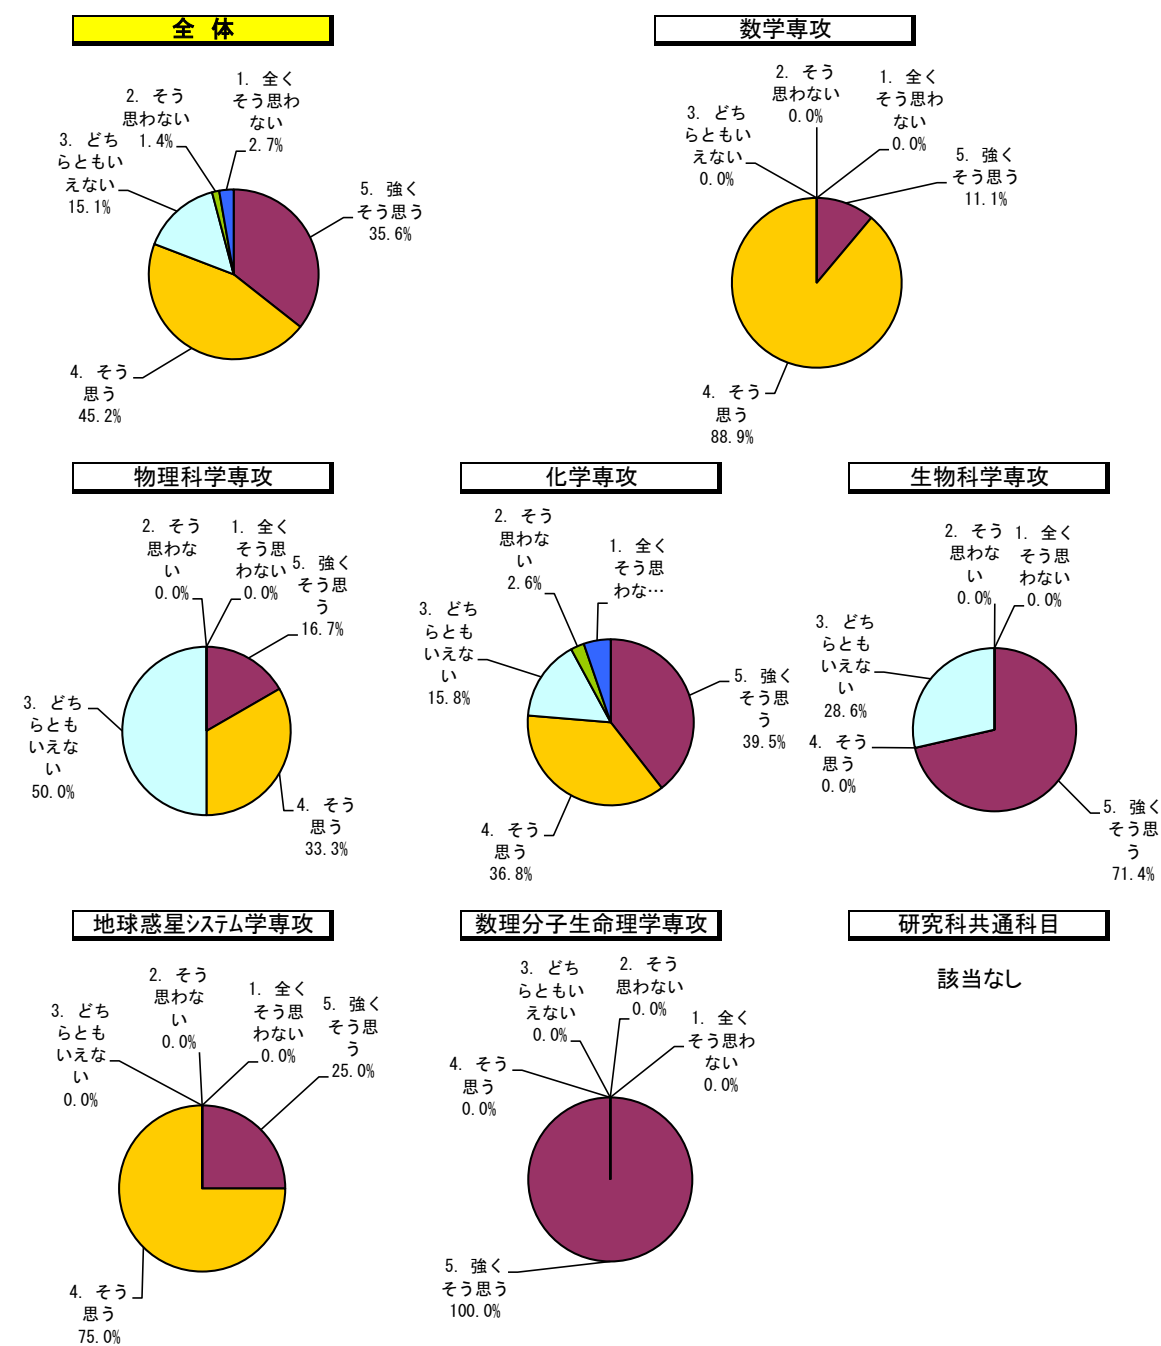 全 体
1. 全く
そう思わ
ない
2.7%
2. そう
思わない
1.4%
3. どち
らともい
えない
15.1%
5. 強く
そう思う
35.6%
4. そう
思う
45.2%
数学専攻
2. そう
思わない
0.0%
1. 全く
そう思わ
ない
0.0%
3. どち
らともい
えない
0.0%
5. 強く
そう思う
11.1%
4. そう
思う
88.9%
物理科学専攻
2. そう
思わな
い
0.0%
1. 全く
そう思
わない
0.0%
5. 強く
そう思
う
16.7%
3. どち
らとも
いえな
い
50.0%
4. そう
思う
33.3%
化学専攻
2. そう
思わな
い
2.6%
1. 全く
そう思
わな…
3. どち
らとも
いえな
い
15.8%
5. 強く
そう思
う
39.5%
4. そう
思う
36.8%
生物科学専攻
2. そう
思わな
い
0.0%
1. 全く
そう思
わない
0.0%
3. どち
らとも
いえな
い
28.6%
4. そう
思う
0.0%
5. 強く
そう思
う
71.4%
地球惑星ｼｽﾃﾑ学専攻
2. そう
思わな
い
0.0%
1. 全く
そう思
わない
0.0%
3. どち
らとも
いえな
い
0.0%
5. 強く
そう思
う
25.0%
4. そう
思う
75.0%
数理分子生命理学専攻
3. どち
らともい
えない
0.0%
2. そう
思わない
0.0%
1. 全く
そう思わ
ない
0.0%
4. そう
思う
0.0%
5. 強く
そう思う
100.0%
研究科共通科目
該当なし